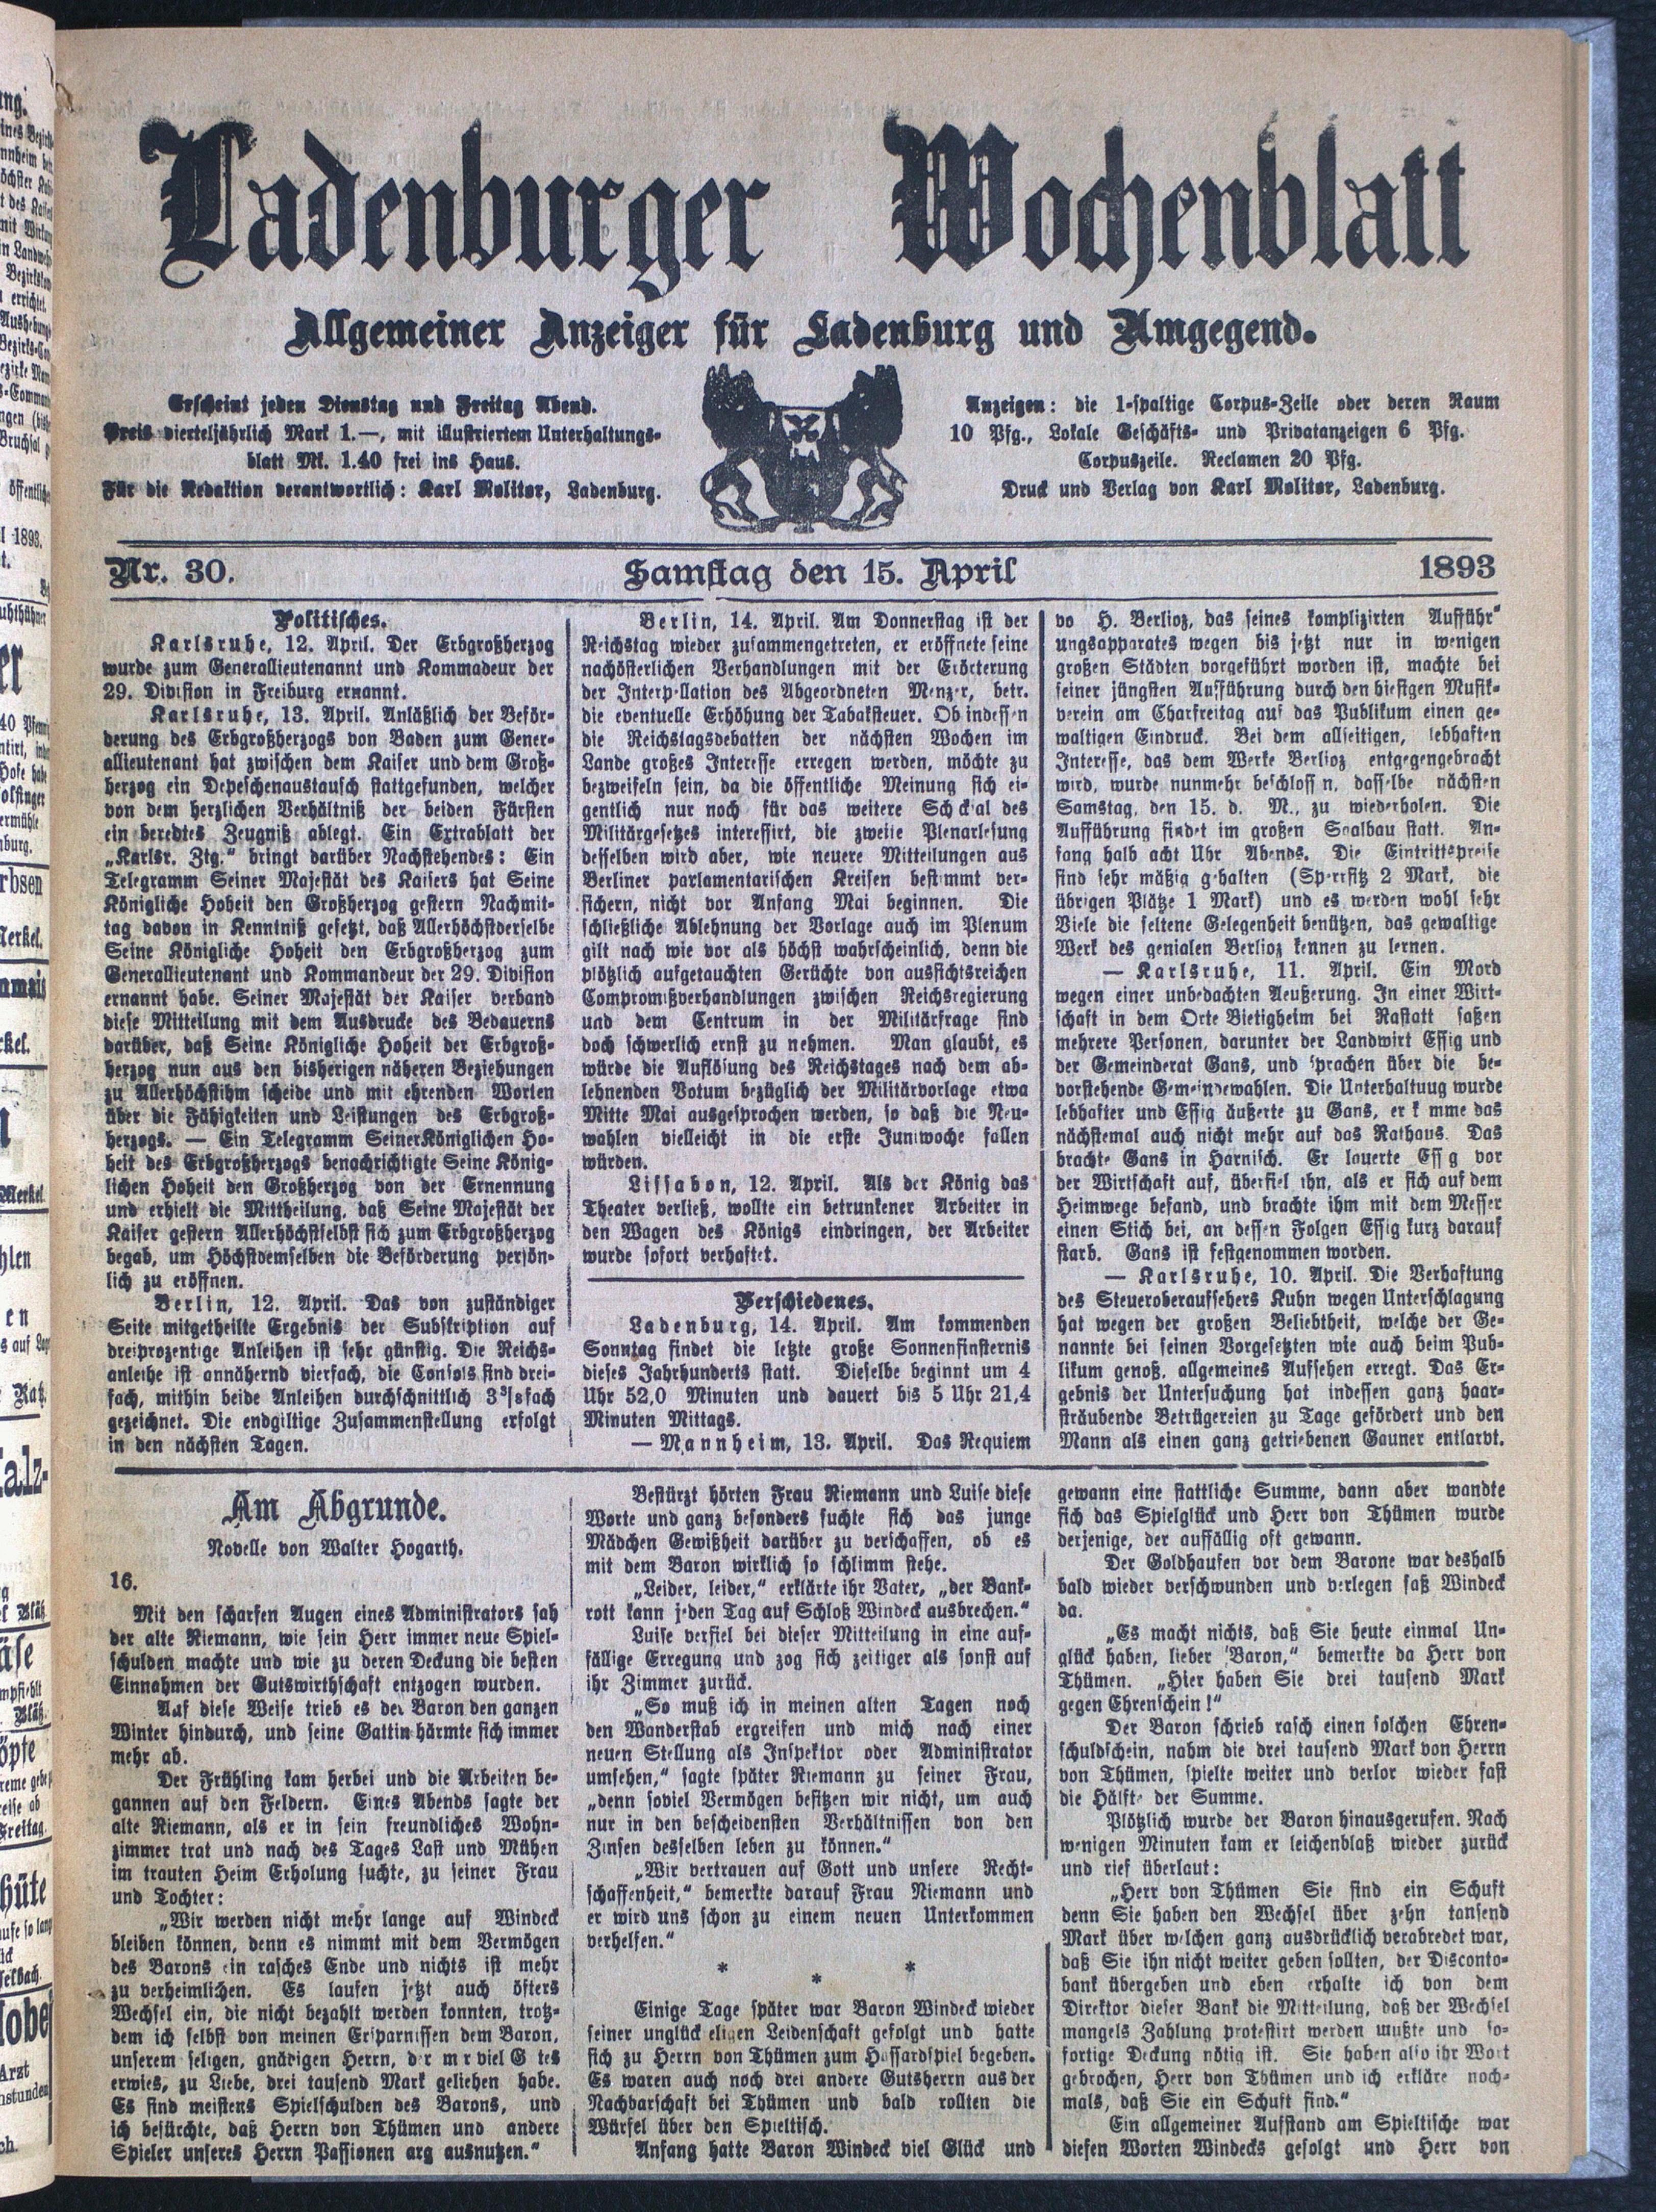 Ladenburger Wochenblatt
Allgemeiner Anzeiger für Ladenburg und Umgegend.
Erscheint jeden Dienstag und Freitag Abend.
Preis vierteljährlich Mark 1.—, mit illustriertem Unterhaltungs-
blatt Mk. 1.40 frei ins Haus.
Für die Redaktion verantwortlich: Karl Molitor, Ladenburg.
Anzeigen: die 1-spaltige Corpus-Zeile oder deren Raum
10 Pfg., Lokale Geschäfts- und Privatanzeigen 6 Pfg.
Corpuszeile. Reclamen 20 Pfg.
Druck und Verlag von Karl Molitor, Ladenburg.
Nr. 30. Samstag den 15. April 1893
Politisches.
Karlsruhe, 12. April. Der Erbgroßherzog
wurde zum Generallieutenannt und Kommadeur der
29. Division in Freiburg ernannt.
Karlsruhe, 13. April. Anläßlich der Beför-
derung des Erbgroßherzogs von Baden zum Gener-
allieutenant hat zwischen dem Kaiser und dem Groß-
herzog ein Depeschenaustausch stattgefunden, welcher
von dem herzlichen Verhältniß der beiden Fürsten
ein beredtes Zeugniß ablegt. Ein Extrablatt der
„Karlsr. Ztg." bringt darüber Nachstehendes: Ein
Telegramm Seiner Majestät des Kaisers hat Seine
Königliche Hoheit den Großherzog gestern Nachmit-
tag davon in Kenntniß gesetzt, daß Allerhöchstderselbe
Seine Königliche Hoheit den Erbgroßherzog zum
Generallieutenant und Kommandeur der 29. Division
ernannt habe. Seiner Majestät der Kaiser verband
diese Mitteilung mit dem Ausdrucke des Bedauerns
darüber, daß Seine Königliche Hoheit der Erbgroß-
herzog nun aus den bisherigen näheren Beziehungen
zu Allerhöchstihm scheide und mit ehrenden Worten
über die Fähigkeiten und Leistungen des Erbgroß-
herzogs. — Ein Telegramm Seiner Königlichen Ho-
heit des Erbgroßherzogs benachrichtigte Seine König-
lichen Hoheit den Großherzog von der Ernennung
und erhielt die Mittheilung, daß Seine Majestät der
Kaiser gestern Allerhöchstselbst sich zum Erbgroßherzog
begab, um Höchstdemselben die Beförderung persön-
lich zu eröffnen.
Berlin, 12. April. Das von zuständiger
Seite mitgetheilte Ergebnis der Subskription auf
dreiprozentige Anleihen ist sehr günstig. Die Reichs-
anleihe ist annähernd vierfach, die Consols sind drei-
fach, mithin beide Anleihen durchschnittlich 3³/₈ fach
gezeichnet. Die endgiltige Zusammenstellung erfolgt
in den nächsten Tagen.
Berlin, 14. April. Am Donnerstag ist der
Reichstag wieder zusammengetreten, er eröffnete seine
nachösterlichen Verhandlungen mit der Erörterung
der Interpellation des Abgeordneten Menzer, betr.
die eventuelle Erhöhung der Tabaksteuer. Ob indessen
die Reichstagsdebatten der nächsten Wochen im
Lande großes Interesse erregen werden, möchte zu
bezweifeln sein, da die öffentliche Meinung sich ei-
gentlich nur noch für das weitere Schicksal des
Militärgesetzes interessirt, die zweite Plenarlesung
desselben wird aber, wie neuere Mitteilungen aus
Berliner parlamentarischen Kreisen bestimmt ver-
sichern, nicht vor Anfang Mai beginnen. Die
schließliche Ablehnung der Vorlage auch im Plenum
gilt nach wie vor als höchst wahrscheinlich, denn die
plötzlich aufgetauchten Gerüchte von aussichtsreichen
Compromißverhandlungen zwischen Reichsregierung
und dem Centrum in der Militärfrage sind
doch schwerlich ernst zu nehmen. Man glaubt, es
würde die Auflösung des Reichstages nach dem ab-
lehnenden Votum bezüglich der Militärvorlage etwa
Mitte Mai ausgesprochen werden, so daß die Neu-
wahlen vielleicht in die erste Juniwoche fallen
würden.
Lissabon, 12. April. Als der König das
Theater verließ, wollte ein betrunkener Arbeiter in
den Wagen des Königs eindringen, der Arbeiter
wurde sofort verhaftet.
Verschiedenes.
Ladenburg, 14. April. Am kommenden
Sonntag findet die letzte große Sonnenfinsternis
dieses Jahrhunderts statt. Dieselbe beginnt um 4
Uhr 52,0 Minuten und dauert bis 5 Uhr 21,4
Minuten Mittags.
— Mannheim, 13. April. Das Requiem
vo H. Berlioz, das seines komplizirten Aufführ-
ungsapparates wegen bis jetzt nur in wenigen
großen Städten vorgeführt worden ist, machte bei
seiner jüngsten Aufführung durch den hiesigen Musik-
verein am Charfreitag auf das Publikum einen ge-
waltigen Eindruck. Bei dem allseitigen, lebhaften
Interesse, das dem Werke Berlioz entgegengebracht
wird, wurde nunmehr beschlossen, dasselbe nächsten
Samstag, den 15. d. M., zu wiederholen. Die
Aufführung findet im großen Saalbau statt. An-
fang halb acht Uhr Abends. Die Eintrittspreise
sind sehr mäßig gehalten (Sperrsitz 2 Mark, die
übrigen Plätze 1 Mark) und es werden wohl sehr
Viele die seltene Gelegenheit benützen, das gewaltige
Werk des genialen Berlioz kennen zu lernen.
— Karlsruhe, 11. April. Ein Mord
wegen einer unbedachten Aeußerung. In einer Wirt-
schaft in dem Orte Bietigheim bei Rastatt saßen
mehrere Personen, darunter der Landwirt Essig und
der Gemeinderat Gans, und sprachen über die be-
vorstehende Gemeindewahlen. Die Unterhaltuug wurde
lebhafter und Essig äußerte zu Gans, er komme das
nächstemal auch nicht mehr auf das Rathaus. Das
brachte Gans in Harnisch. Er lauerte Essig vor
der Wirtschaft auf, überfiel ihn, als er sich auf dem
Heimwege befand, und brachte ihm mit dem Messer
einen Stich bei, an dessen Folgen Essig kurz darauf
starb. Gans ist festgenommen worden.
— Karlsruhe, 10. April. Die Verhaftung
des Steueroberaufsehers Kuhn wegen Unterschlagung
hat wegen der großen Beliebtheit, welche der Ge-
nannte bei seinen Vorgesetzten wie auch beim Pub-
likum genoß, allgemeines Aufsehen erregt. Das Er-
gebnis der Untersuchung hat indessen ganz haar-
sträubende Betrügereien zu Tage gefördert und den
Mann als einen ganz getriebenen Gauner entlarvt.
Am Abgrunde.
Novelle von Walter Hogarth.
16.
Mit den scharfen Augen eines Administrators sah
der alte Riemann, wie sein Herr immer neue Spiel-
schulden machte und wie zu deren Deckung die besten
Einnahmen der Gutswirthschaft entzogen wurden.
Auf diese Weise trieb es der Baron den ganzen
Winter hindurch, und seine Gattin härmte sich immer
mehr ab.
Der Frühling kam herbei und die Arbeiten be-
gannen auf den Feldern. Eines Abends sagte der
alte Riemann, als er in sein freundliches Wohn-
zimmer trat und nach des Tages Last und Mühen
im trauten Heim Erholung suchte, zu seiner Frau
und Tochter:
„Wir werden nicht mehr lange auf Windeck
bleiben können, denn es nimmt mit dem Vermögen
des Barons ein rasches Ende und nichts ist mehr
zu verheimlichen. Es laufen jetzt auch öfters
Wechsel ein, die nicht bezahlt werden konnten, trotz-
dem ich selbst von meinen Ersparnissen dem Baron,
unserem seligen, gnädigen Herrn, der mir viel Gutes
erwies, zu Liebe, drei tausend Mark geliehen habe.
Es sind meistens Spielschulden des Barons, und
ich befürchte, daß Herrn von Thümen und andere
Spieler unseres Herrn Passionen arg ausnutzen."
Bestürzt hörten Frau Riemann und Luise diese
Worte und ganz besonders suchte sich das junge
Mädchen Gewißheit darüber zu verschaffen, ob es
mit dem Baron wirklich so schlimm stehe.
„Leider, leider," erklärte ihr Vater, „der Bank-
rott kann jeden Tag auf Schloß Windeck ausbrechen."
Luise verfiel bei dieser Mitteilung in eine auf-
fällige Erregung und zog sich zeitiger als sonst auf
ihr Zimmer zurück.
„So muß ich in meinen alten Tagen noch
den Wanderstab ergreifen und mich nach einer
neuen Stellung als Inspektor oder Administrator
umsehen," sagte später Riemann zu seiner Frau,
„denn soviel Vermögen besitzen wir nicht, um auch
nur in den bescheidensten Verhältnissen von den
Zinsen desselben leben zu können."
„Wir vertrauen auf Gott und unsere Recht-
schaffenheit," bemerkte darauf Frau Niemann und
er wird uns schon zu einem neuen Unterkommen
verhelfen."
* * *
Einige Tage später war Baron Windeck wieder
seiner unglückseligen Leidenschaft gefolgt und hatte
sich zu Herrn von Thümen zum Hassardspiel begeben.
Es waren auch noch drei andere Gutsherrn aus der
Nachbarschaft bei Thümen und bald rollten die
Würfel über den Spieltisch.
Anfang hatte Baron Windeck viel Glück und
gewann eine stattliche Summe, dann aber wandte
sich das Spielglück und Herr von Thümen wurde
derjenige, der auffällig oft gewann.
Der Goldhaufen vor dem Barone war deshalb
bald wieder verschwunden und verlegen saß Windeck
da.
„Es macht nichts, daß Sie heute einmal Un-
glück haben, lieber Baron," bemerkte da Herr von
Thümen. „Hier haben Sie drei tausend Mark
gegen Ehrenschein!"
Der Baron schrieb rasch einen solchen Ehren-
schuldschein, nahm die drei tausend Mark von Herrn
von Thümen, spielte weiter und verlor wieder fast
die Hälfte der Summe.
Plötzlich wurde der Baron hinausgerufen. Nach
wenigen Minuten kam er leichenblaß wieder zurück
und rief überlaut:
„Herr von Thümen Sie sind ein Schuft
denn Sie haben den Wechsel über zehn tausend
Mark über welchen ganz ausdrücklich verabredet war,
daß Sie ihn nicht weiter geben sollten, der Disconto-
bank übergeben und eben erhalte ich von dem
Direktor dieser Bank die Mitteilung, daß der Wechsel
mangels Zahlung protestirt werden mußte und so-
fortige Deckung nötig ist. Sie haben also ihr Wort
gebrochen, Herr von Thümen und ich erkläre noch-
mals, daß Sie ein Schuft sind."
Ein allgemeiner Aufstand am Spieltische war
diesen Worten Windecks gefolgt und Herr von